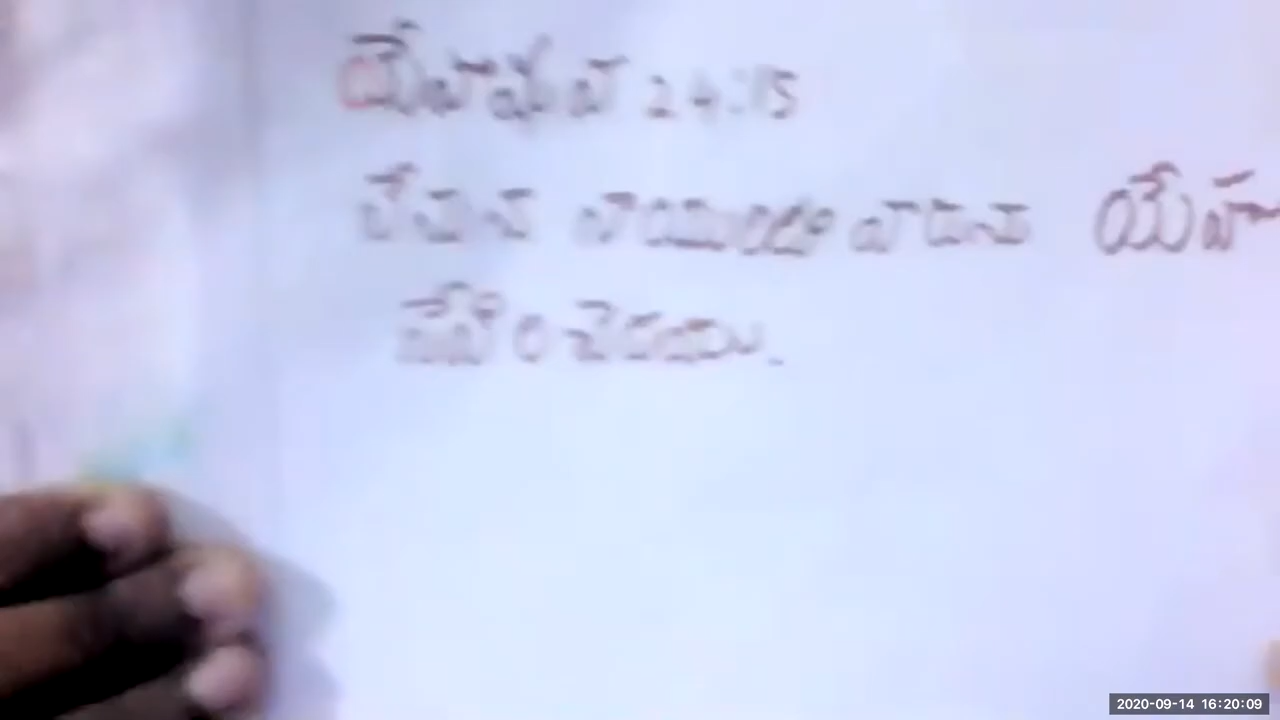 యెహోషువా 24:15
నేను నా యింటి వారును యెహో
సేవించెదము.
2020-09-14 16:20:09